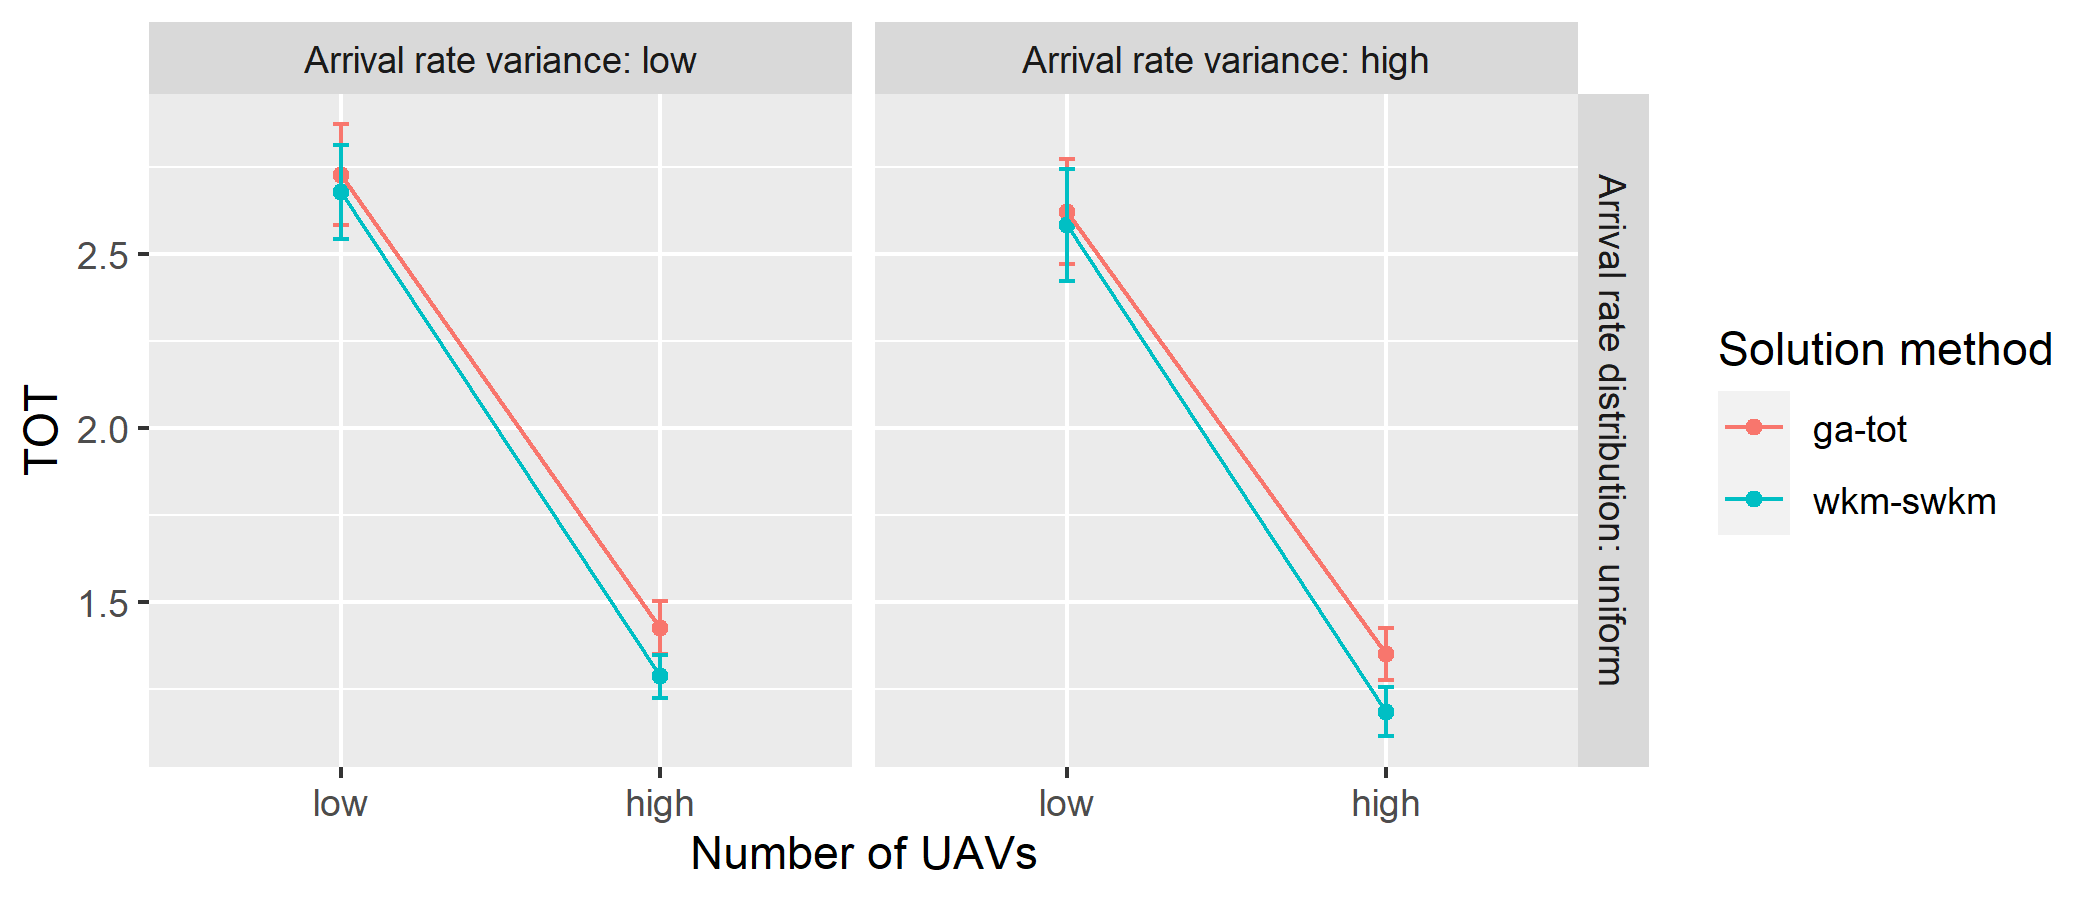 Arrival rate variance: low
Arrival rate variance: high
TOT
2.5
2.0
1.5
low
high
low
high
Number of UAVs
Arrival rate distribution: uniform
Solution method
ga-tot
wkm-swkm